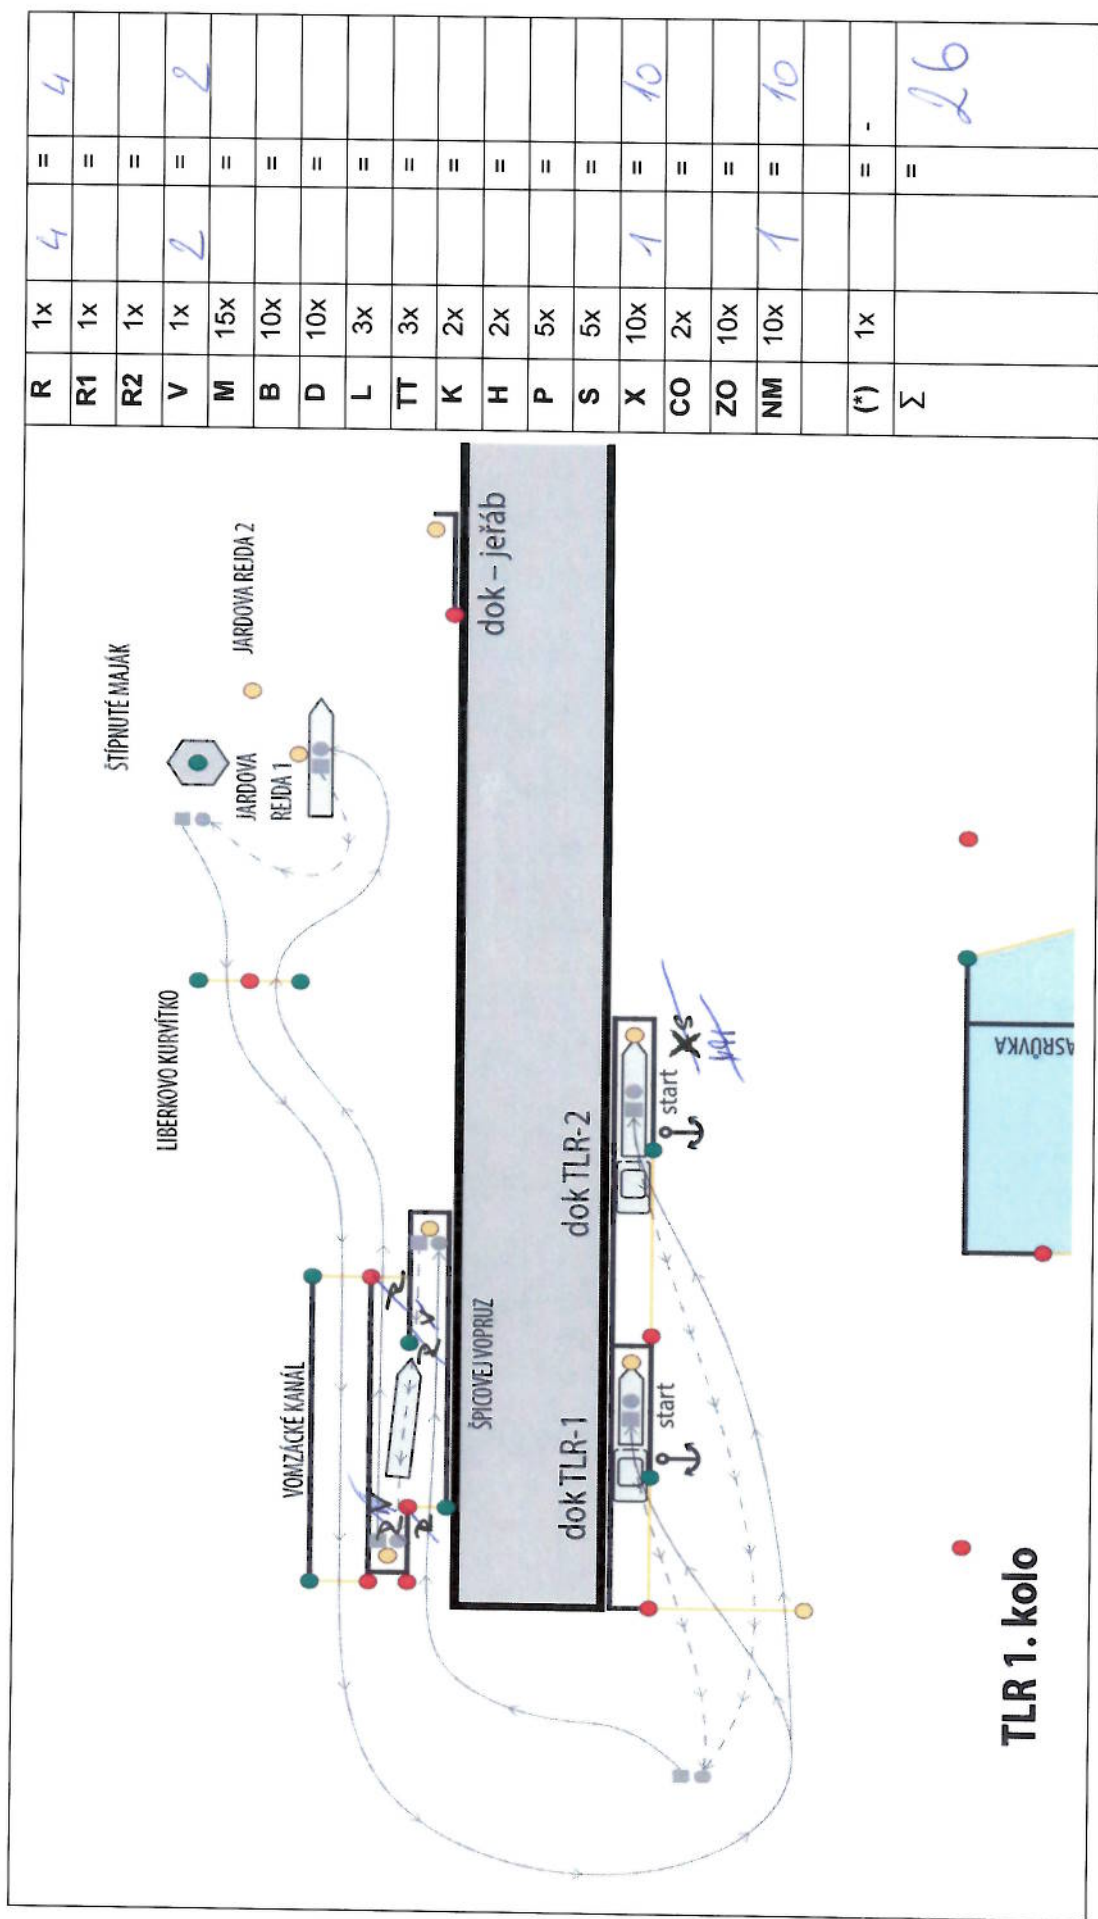 R 1x 4 = 4
R1 1x =
R2 1x =
V 1x 2 = 2
M 15x =
B 10x =
D 10x =
L 3x =
TT 3x =
K 2x =
H 2x =
P 5x =
S 5x =
X 10x 1 = 10
CO 2x =
ZO 10x =
NM 10x 1 = 10
(*) 1x = -
Σ = 26
ŠTÍPNUTÉ MAJÁK
JARDOVA REJDA 2
JARDOVA
REJDA 1
LIBERKOVO KURVÍTKO
VOMZÁCKÉ KANÁL
R
R V
R V
R
ŠPICOVEJ VOPRUZ
dok – jeřáb
dok TLR-1
dok TLR-2
start
start
X S
ASRŮVKA
TLR 1. kolo